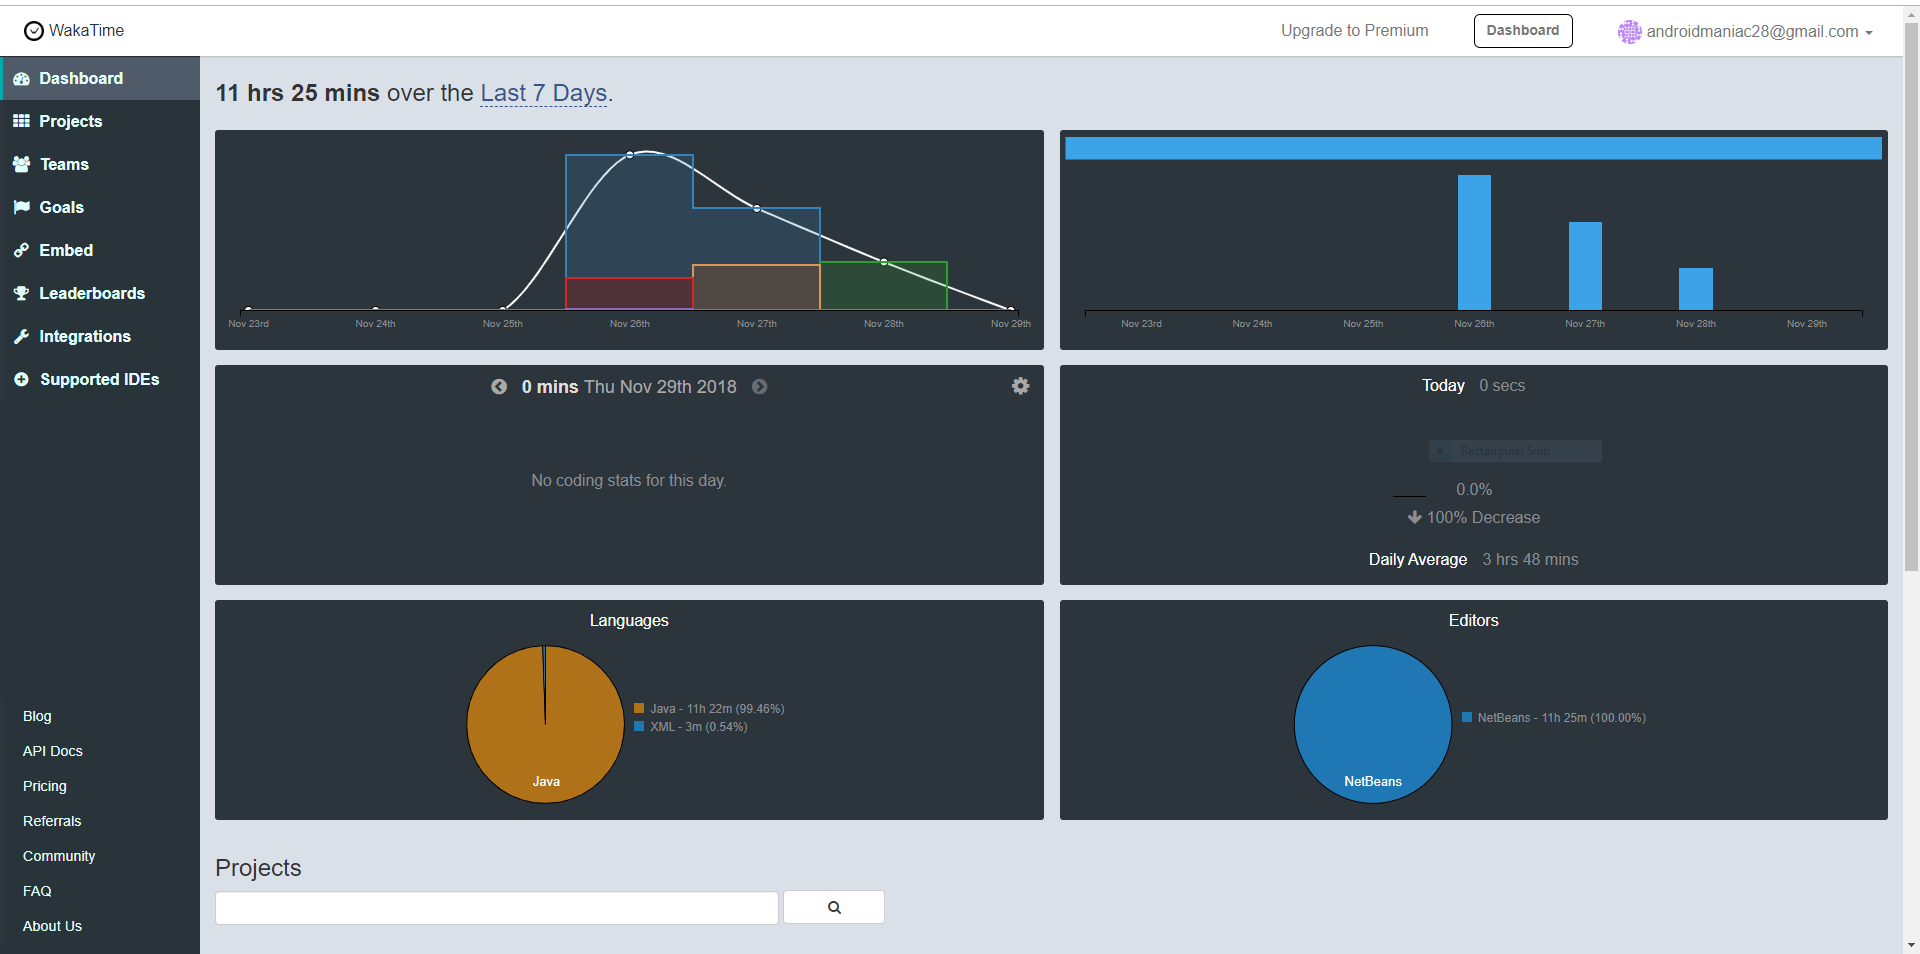 WakaTime
Upgrade to Premium
Dashboard
androidmaniac28@gmail.com
Dashboard
Projects
Teams
Goals
Embed
Leaderboards
Integrations
Supported IDEs
Blog
API Docs
Pricing
Referrals
Community
FAQ
About Us
11 hrs 25 mins over the Last 7 Days.
Nov 23rd Nov 24th Nov 25th Nov 26th Nov 27th Nov 28th Nov 29th
Nov 23rd Nov 24th Nov 25th Nov 26th Nov 27th Nov 28th Nov 29th
0 mins Thu Nov 29th 2018
No coding stats for this day.
Today 0 secs
Rectangular Snip
0.0%
100% Decrease
Daily Average 3 hrs 48 mins
Languages
Java - 11h 22m (99.46%)
XML - 3m (0.54%)
Java
Editors
NetBeans - 11h 25m (100.00%)
NetBeans
Projects